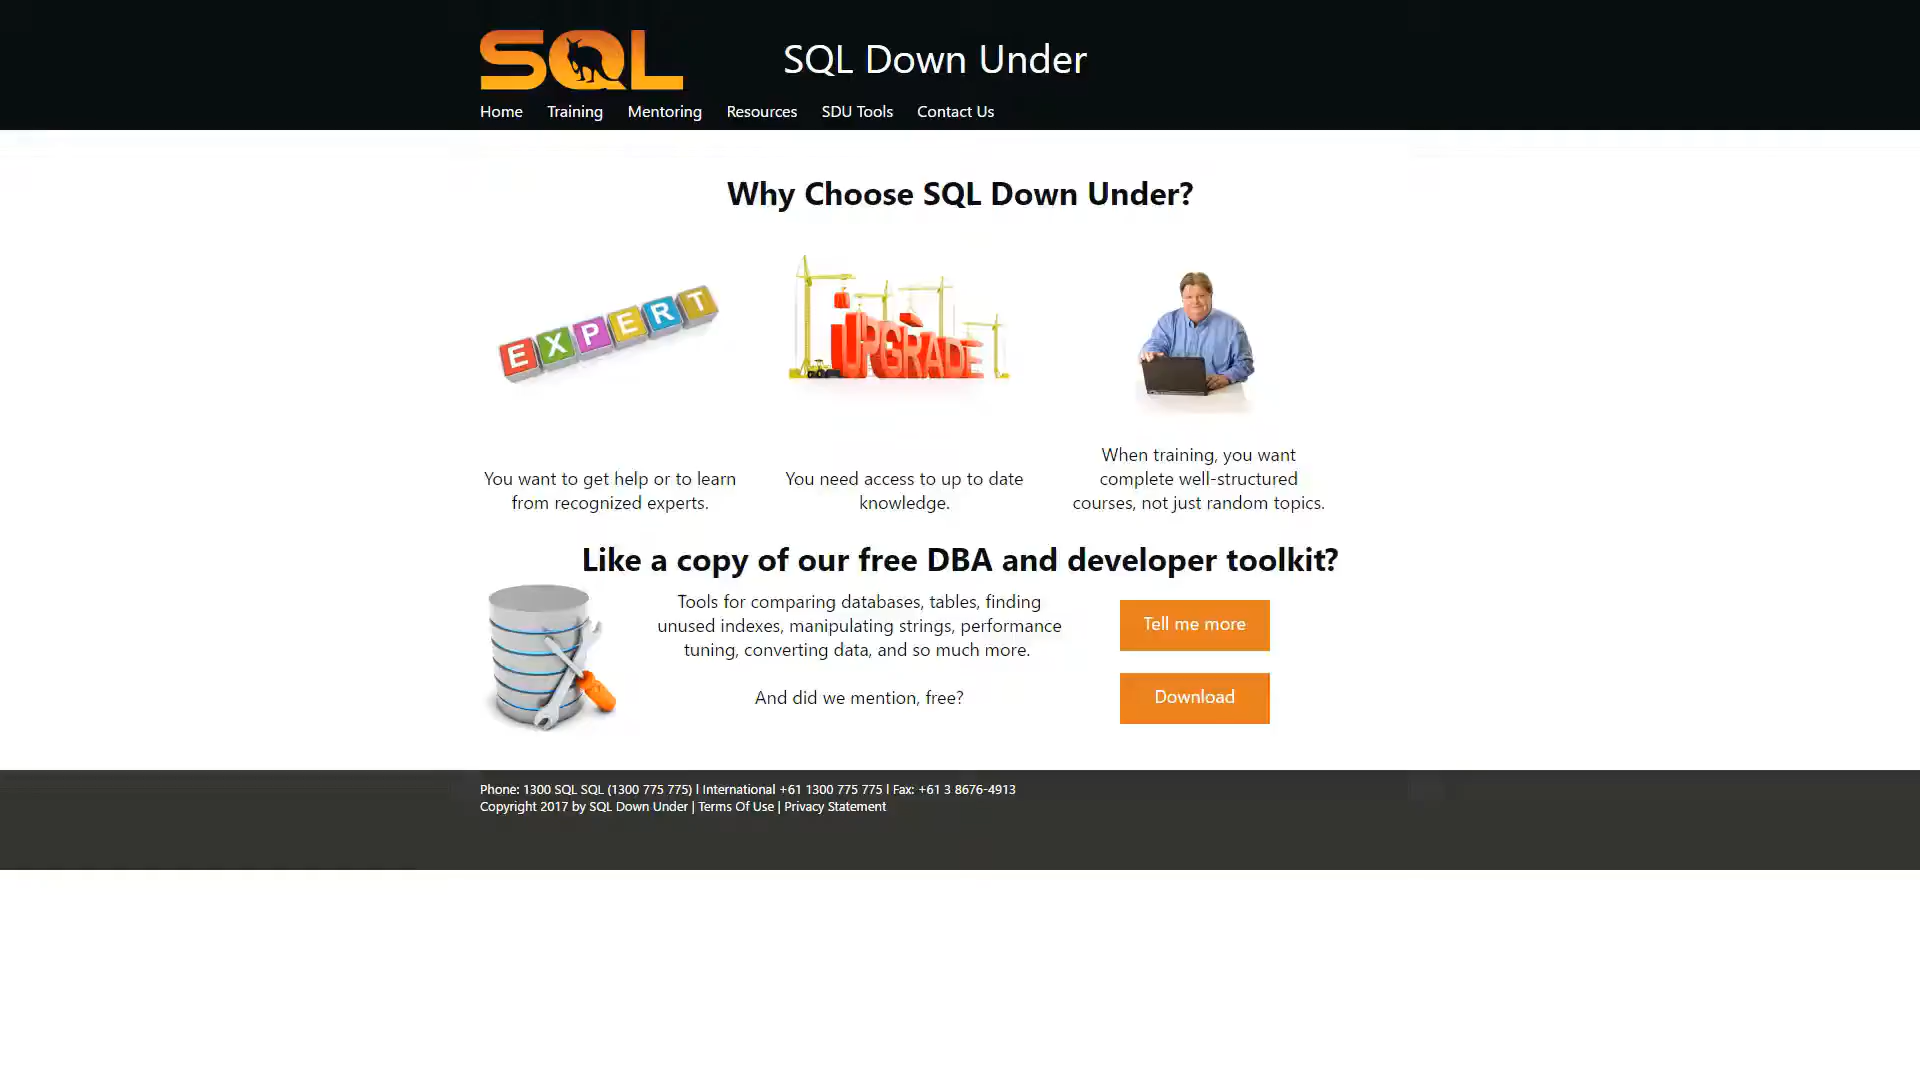 SQL
SQL Down Under
Home Training Mentoring Resources SDU Tools Contact Us
Why Choose SQL Down Under?
EXPERT
UPGRADE
You want to get help or to learn
from recognized experts.
You need access to up to date
knowledge.
When training, you want
complete well-structured
courses, not just random topics.
Like a copy of our free DBA and developer toolkit?
Tools for comparing databases, tables, finding
unused indexes, manipulating strings, performance
tuning, converting data, and so much more.
And did we mention, free?
Tell me more
Download
Phone: 1300 SQL SQL (1300 775 775) l International +61 1300 775 775 l Fax: +61 3 8676-4913
Copyright 2017 by SQL Down Under | Terms Of Use | Privacy Statement